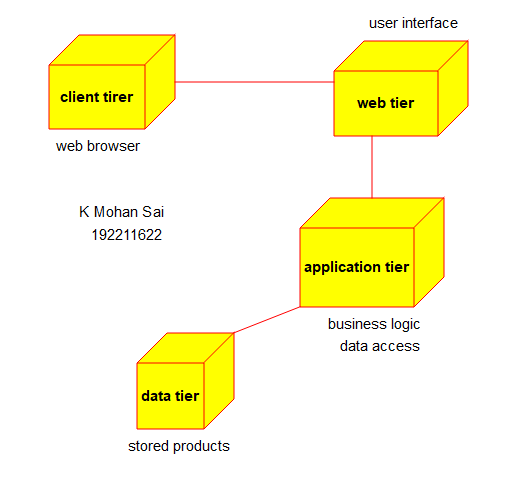 user interface
client tirer
web tier
web browser
K Mohan Sai
192211622
application tier
business logic
data access
data tier
stored products